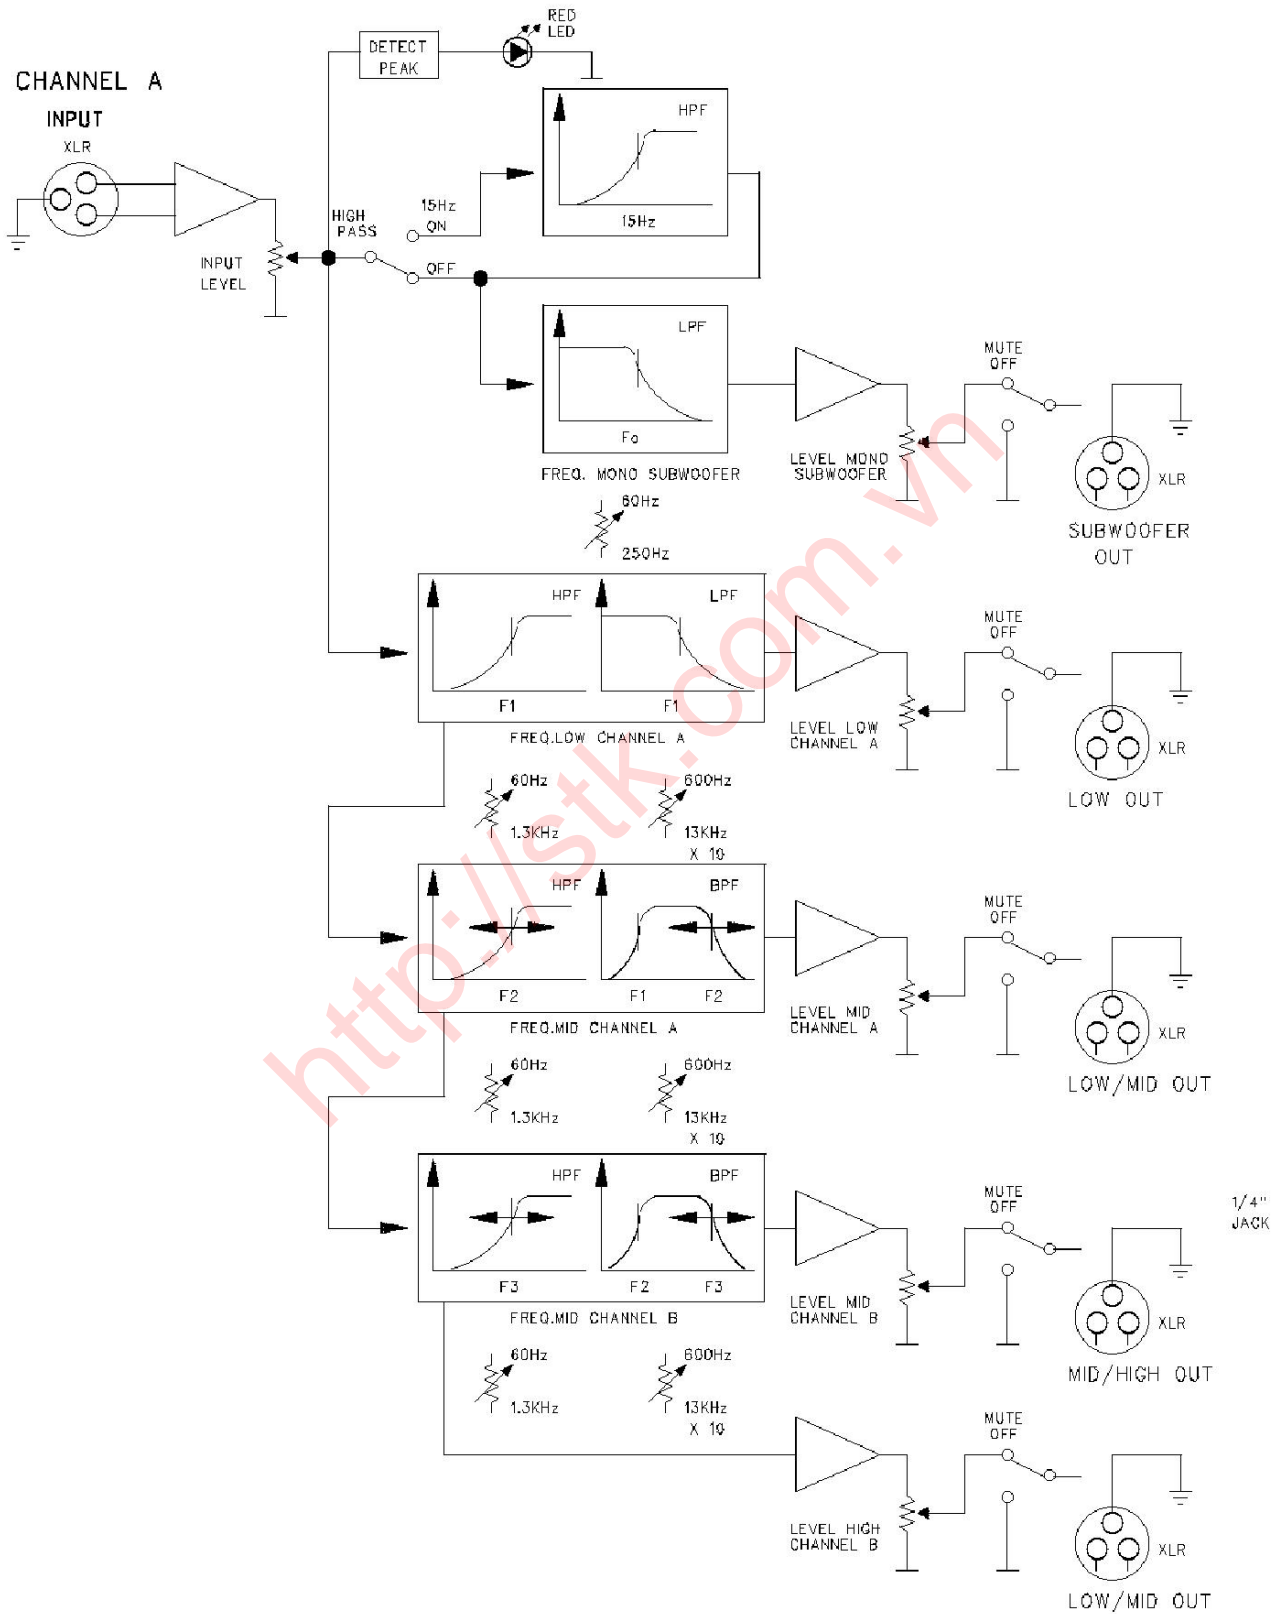 RED
LED
DETECT
PEAK
CHANNEL A
INPUT
XLR
HPF
15Hz
15Hz
ON
HIGH
PASS
OFF
INPUT
LEVEL
LPF
Fo
FREQ. MONO SUBWOOFER
60Hz
250Hz
LEVEL MONO
SUBWOOFER
MUTE
OFF
XLR
SUBWOOFER
OUT
HPF
LPF
F1
F1
FREQ.LOW CHANNEL A
LEVEL LOW
CHANNEL A
MUTE
OFF
XLR
LOW OUT
60Hz
1.3KHz
600Hz
13KHz
X 10
HPF
BPF
F2
F1
F2
FREQ.MID CHANNEL A
LEVEL MID
CHANNEL A
MUTE
OFF
XLR
LOW/MID OUT
60Hz
1.3KHz
600Hz
13KHz
X 10
HPF
BPF
F3
F2
F3
FREQ.MID CHANNEL B
LEVEL MID
CHANNEL B
MUTE
OFF
1/4"
JACK
XLR
MID/HIGH OUT
60Hz
1.3KHz
600Hz
13KHz
X 10
LEVEL HIGH
CHANNEL B
MUTE
OFF
XLR
LOW/MID OUT
http://stk.com.vn